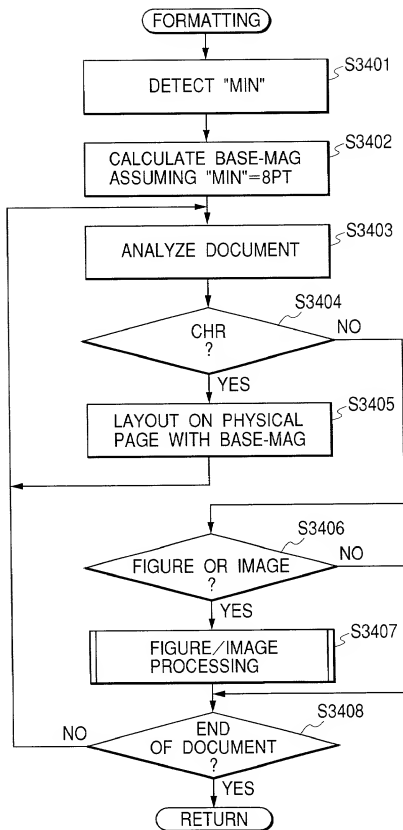 FORMATTING
S3401
DETECT "MIN"
S3402
CALCULATE BASE-MAG
ASSUMING "MIN"=8PT
S3403
ANALYZE DOCUMENT
S3404
CHR
?
NO
YES
S3405
LAYOUT ON PHYSICAL
PAGE WITH BASE-MAG
S3406
FIGURE OR IMAGE
?
NO
YES
S3407
FIGURE/IMAGE
PROCESSING
S3408
NO
END
OF DOCUMENT
?
YES
RETURN